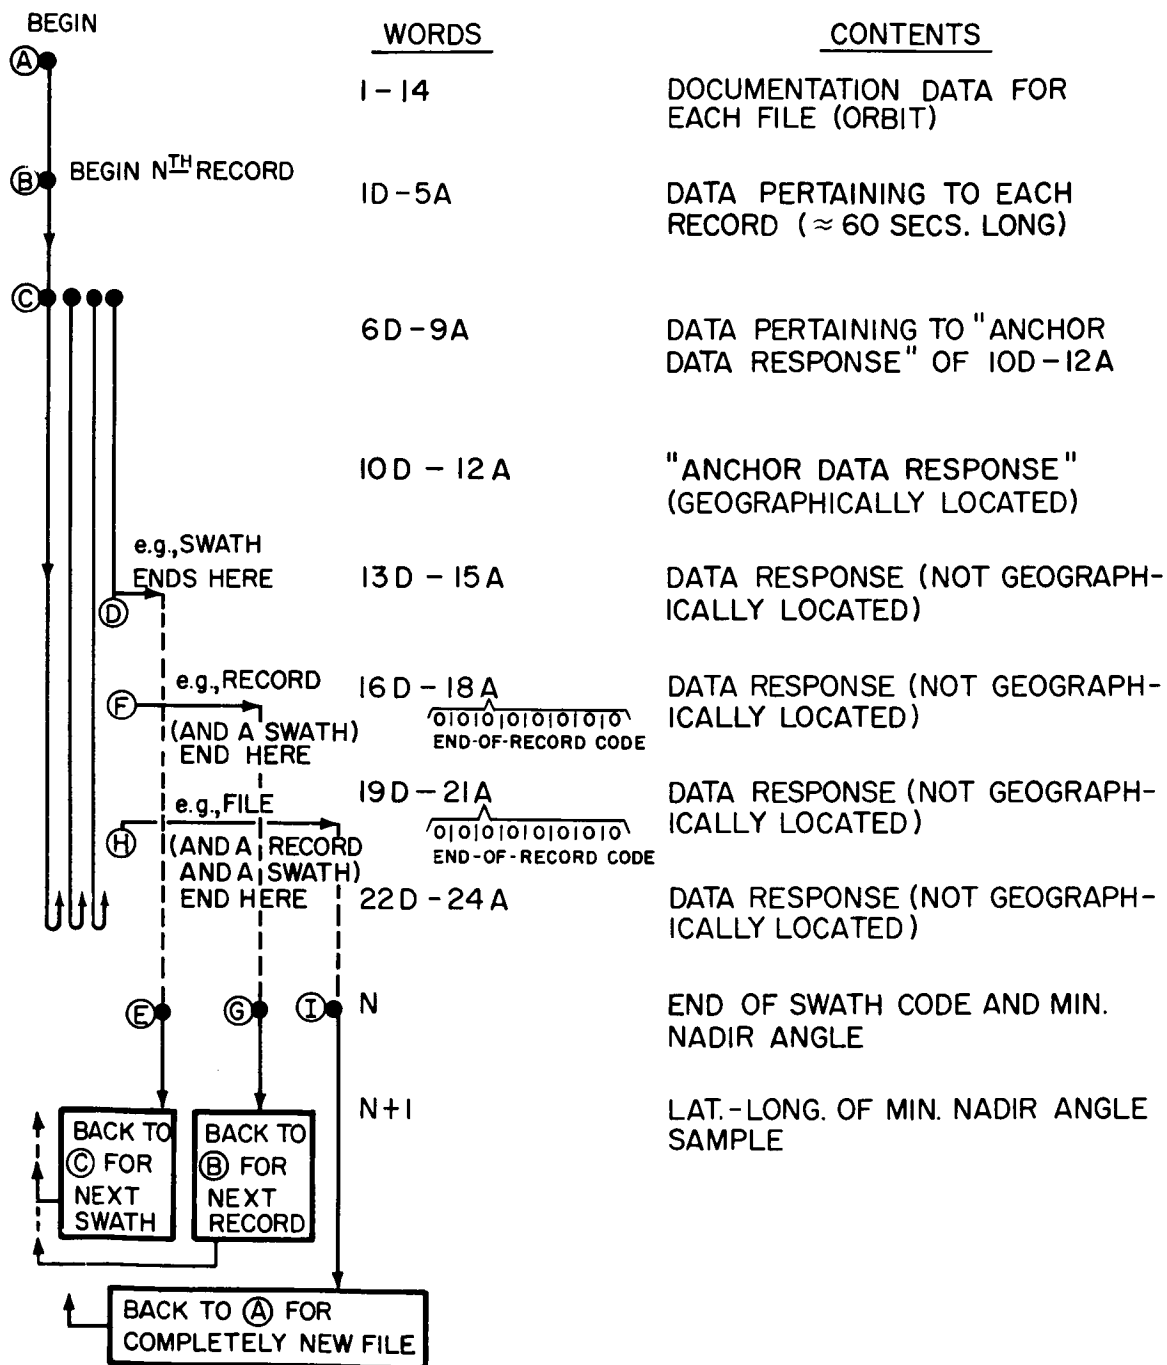 BEGIN
WORDS
CONTENTS
A
1-14
DOCUMENTATION DATA FOR
EACH FILE (ORBIT)
B
BEGIN NTH RECORD
1D-5A
DATA PERTAINING TO EACH
RECORD (≈60 SECS. LONG)
C
6D-9A
DATA PERTAINING TO "ANCHOR
DATA RESPONSE" OF 10D-12A
10D-12A
"ANCHOR DATA RESPONSE"
(GEOGRAPHICALLY LOCATED)
e.g.,SWATH
ENDS HERE
D
13D-15A
DATA RESPONSE (NOT GEOGRAPH-
ICALLY LOCATED)
e.g.,RECORD
F
(AND A SWATH)
END HERE
16D-18A
010101010101010
END-OF-RECORD CODE
DATA RESPONSE (NOT GEOGRAPH-
ICALLY LOCATED)
e.g.,FILE
H
(AND A RECORD
AND A SWATH)
END HERE
19D-21A
010101010101010
END-OF-RECORD CODE
DATA RESPONSE (NOT GEOGRAPH-
ICALLY LOCATED)
22D-24A
DATA RESPONSE (NOT GEOGRAPH-
ICALLY LOCATED)
E
G
I
N
END OF SWATH CODE AND MIN.
NADIR ANGLE
N+1
LAT.-LONG. OF MIN. NADIR ANGLE
SAMPLE
BACK TO
C FOR
NEXT
SWATH
BACK TO
B FOR
NEXT
RECORD
BACK TO A FOR
COMPLETELY NEW FILE